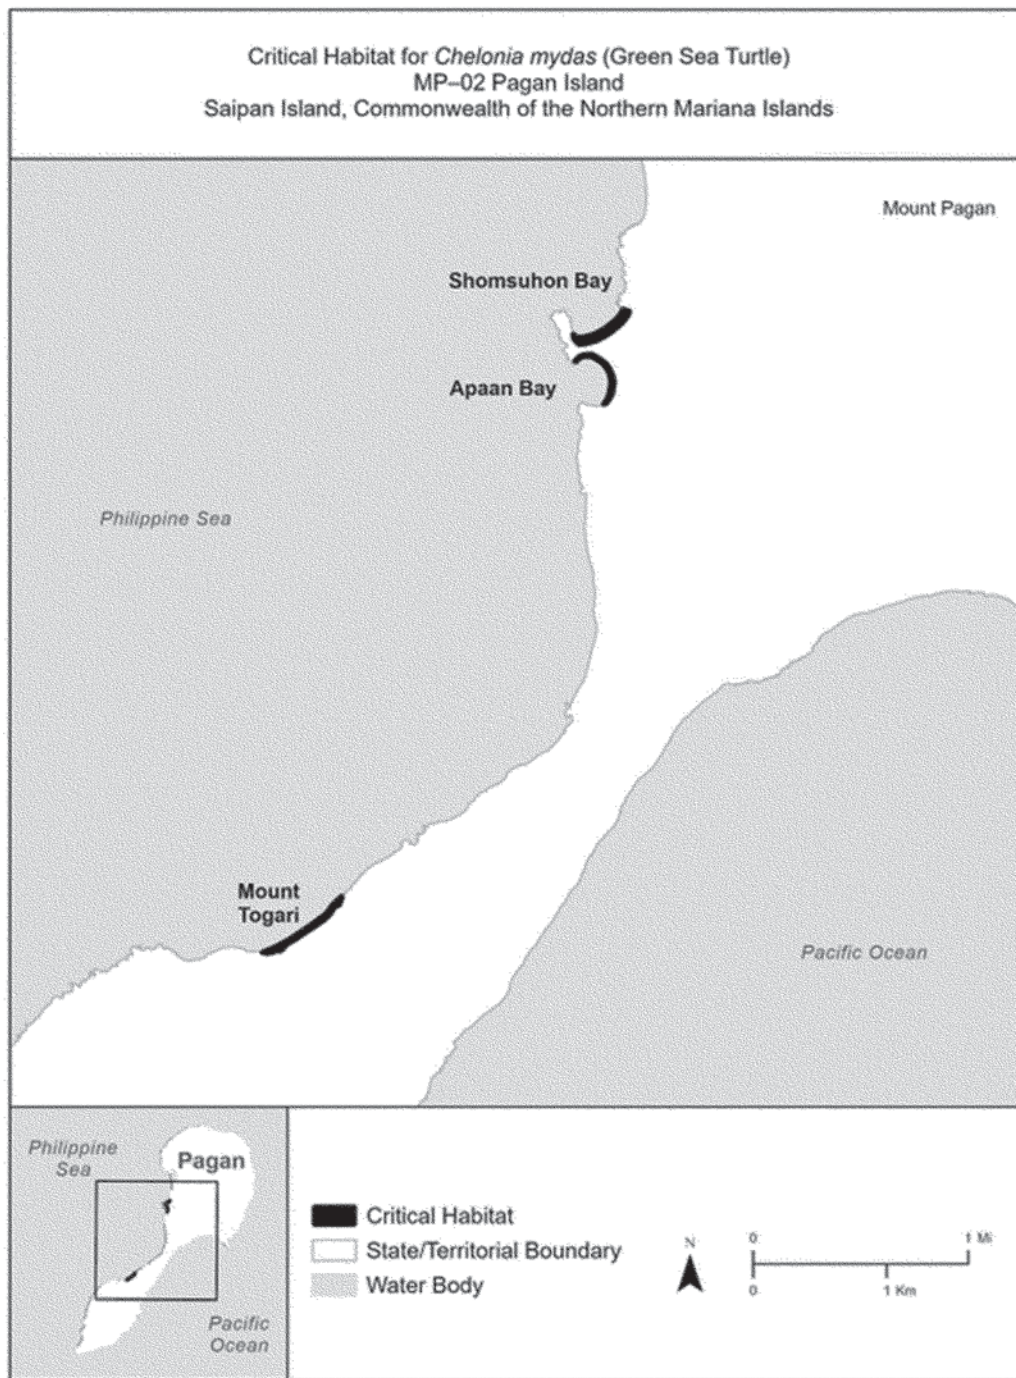 Critical Habitat for Chelonia mydas (Green Sea Turtle)
MP–02 Pagan Island
Saipan Island, Commonwealth of the Northern Mariana Islands
Mount Pagan
Shomsuhon Bay
Apaan Bay
Philippine Sea
Mount
Togari
Pacific Ocean
Philippine
Sea
Pagan
Pacific
Ocean
Critical Habitat
State/Territorial Boundary
Water Body
N
0 1 Mi
0 1 Km